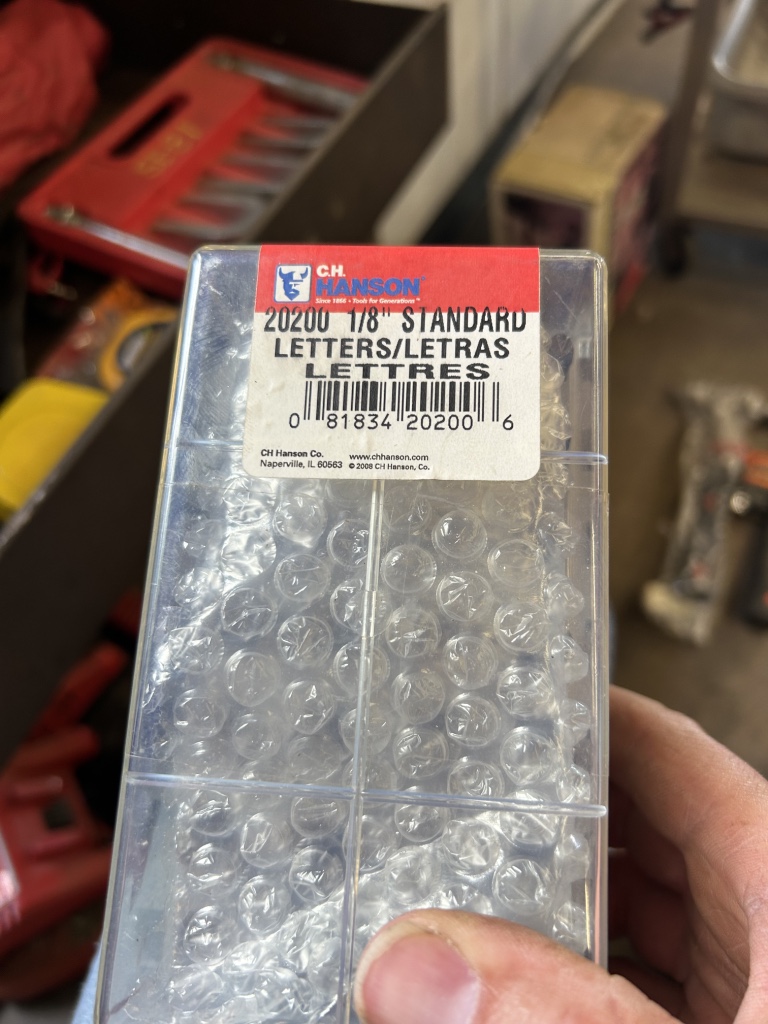 C.H.
HANSON
Since 1866 • Tools for Generations™
20200 1/8" STANDARD
LETTERS/LETRAS
LETTRES
0 81834 20200 6
CH Hanson Co. www.chhanson.com
Naperville, IL 60563 © 2008 CH Hanson, Co.